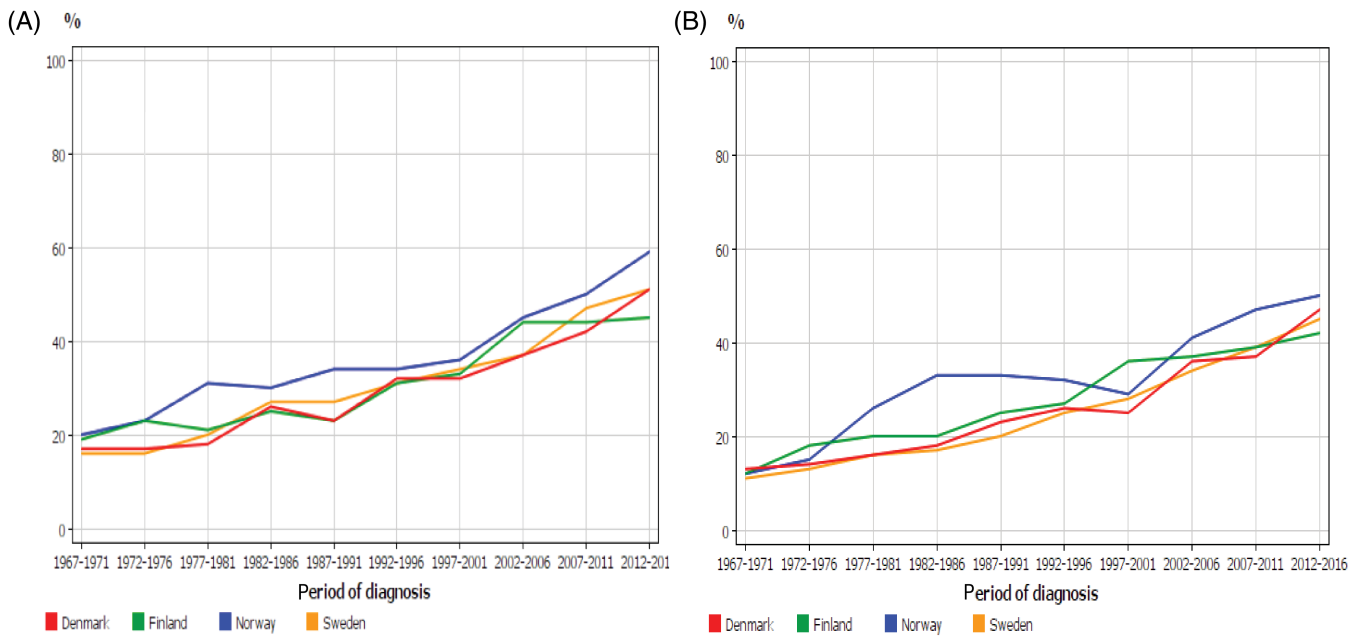 (A) %
100
80
60
40
20
0
1967-1971 1972-1976 1977-1981 1982-1986 1987-1991 1992-1996 1997-2001 2002-2006 2007-2011 2012-201
Period of diagnosis
Denmark Finland Norway Sweden
(B) %
100
80
60
40
20
0
1967-1971 1972-1976 1977-1981 1982-1986 1987-1991 1992-1996 1997-2001 2002-2006 2007-2011 2012-2016
Period of diagnosis
Denmark Finland Norway Sweden